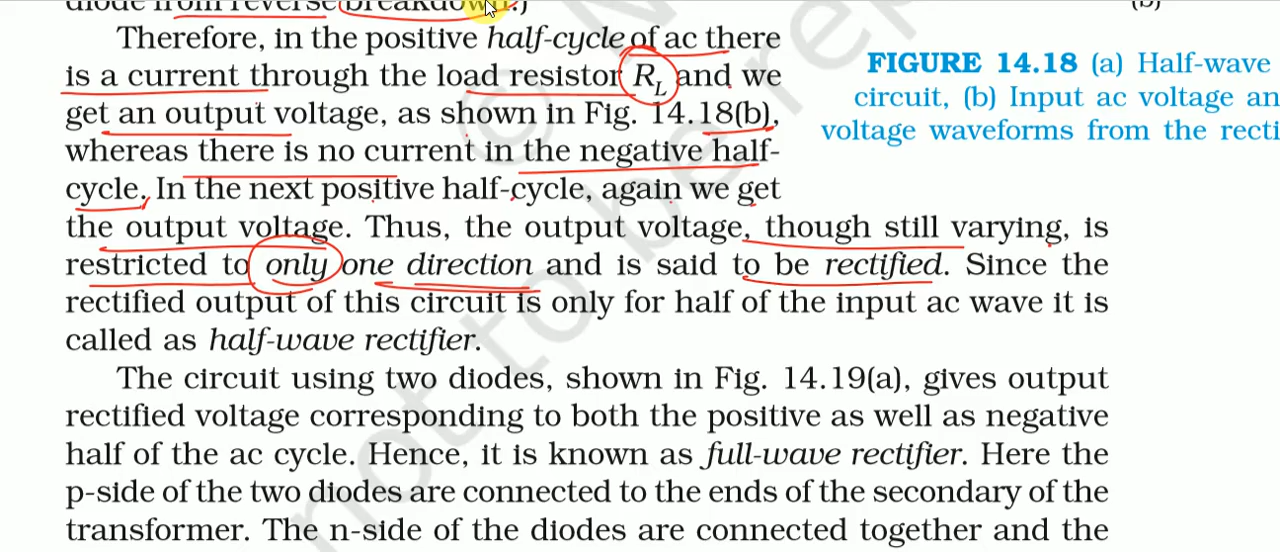 diode from reverse breakdown.)
(b)
Therefore, in the positive half-cycle of ac there
is a current through the load resistor R_L and we
get an output voltage, as shown in Fig. 14.18(b),
whereas there is no current in the negative half-
cycle. In the next positive half-cycle, again we get
the output voltage. Thus, the output voltage, though still varying, is
restricted to only one direction and is said to be rectified. Since the
rectified output of this circuit is only for half of the input ac wave it is
called as half-wave rectifier.
The circuit using two diodes, shown in Fig. 14.19(a), gives output
rectified voltage corresponding to both the positive as well as negative
half of the ac cycle. Hence, it is known as full-wave rectifier. Here the
p-side of the two diodes are connected to the ends of the secondary of the
transformer. The n-side of the diodes are connected together and the
FIGURE 14.18 (a) Half-wave
circuit, (b) Input ac voltage an
voltage waveforms from the recti
©
not to be rep